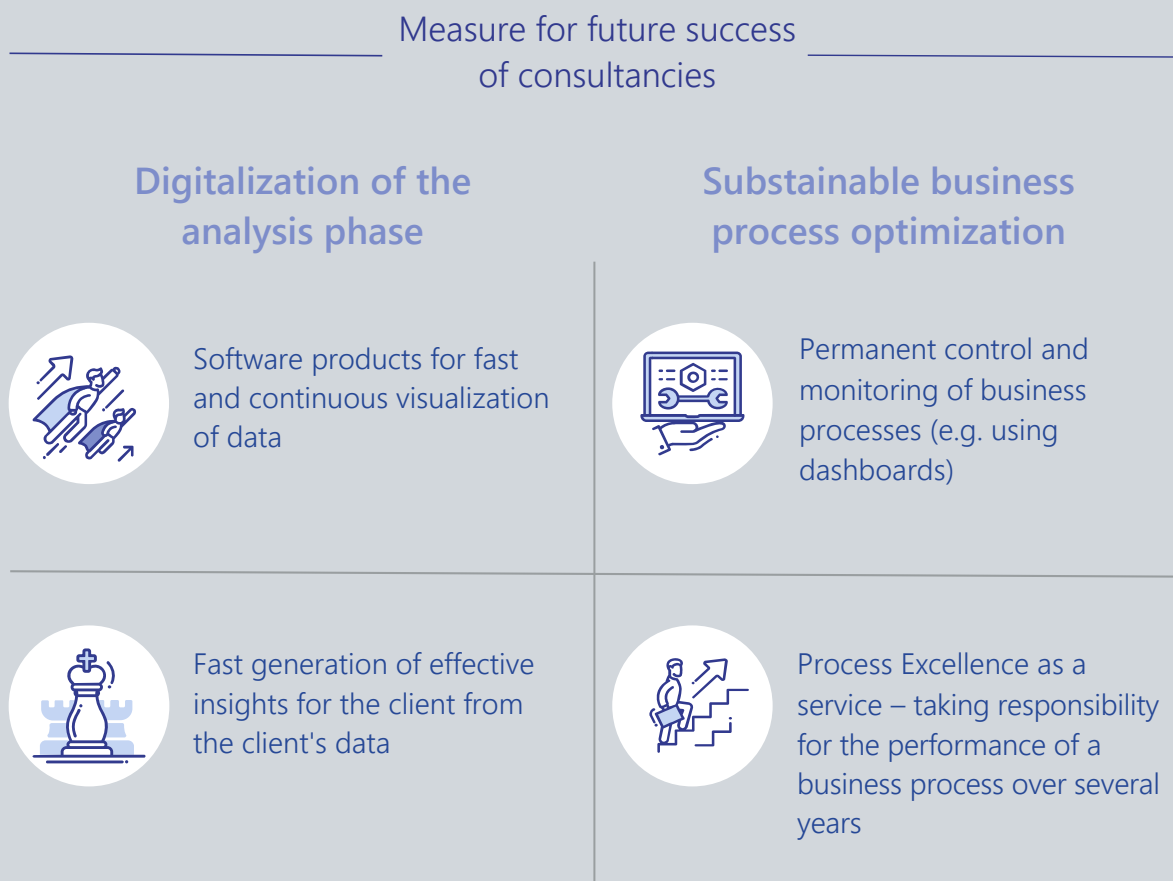 Measure for future success
of consultancies
Digitalization of the
analysis phase
Substainable business
process optimization
Software products for fast
and continuous visualization
of data
Permanent control and
monitoring of business
processes (e.g. using
dashboards)
Fast generation of effective
insights for the client from
the client's data
Process Excellence as a
service – taking responsibility
for the performance of a
business process over several
years